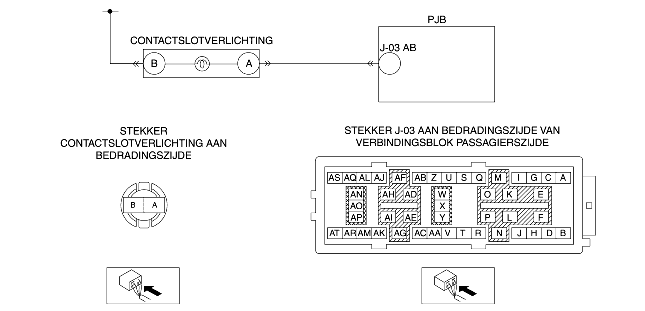 PJB
CONTACTSLOTVERLICHTING
J-03 AB
B A
STEKKER
CONTACTSLOTVERLICHTING AAN
BEDRADINGSZIJDE
STEKKER J-03 AAN BEDRADINGSZIJDE VAN
VERBINDINGSBLOK PASSAGIERSZIJDE
AS AQ AL AJ AF AB Z U S Q M I G C A
AN AH AD W O K E
B A
AO X
AP AI AE Y P L F
AT AR AM AK AG AC AA V T R N J H D B